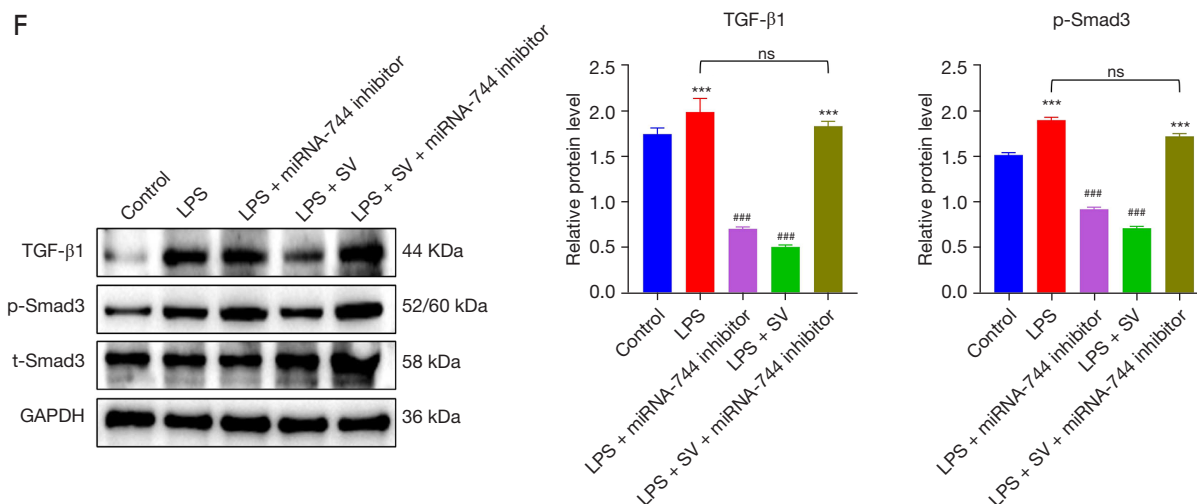 F
Control
LPS
LPS + miRNA-744 inhibitor
LPS + SV
LPS + SV + miRNA-744 inhibitor
TGF-β1
44 KDa
p-Smad3
52/60 kDa
t-Smad3
58 kDa
GAPDH
36 kDa
TGF-β1
Relative protein level
2.5
2.0
1.5
1.0
0.5
0.0
***
###
###
***
ns
Control
LPS
LPS + miRNA-744 inhibitor
LPS + SV
LPS + SV + miRNA-744 inhibitor
p-Smad3
Relative protein level
2.5
2.0
1.5
1.0
0.5
0.0
***
###
###
***
ns
Control
LPS
LPS + miRNA-744 inhibitor
LPS + SV
LPS + SV + miRNA-744 inhibitor